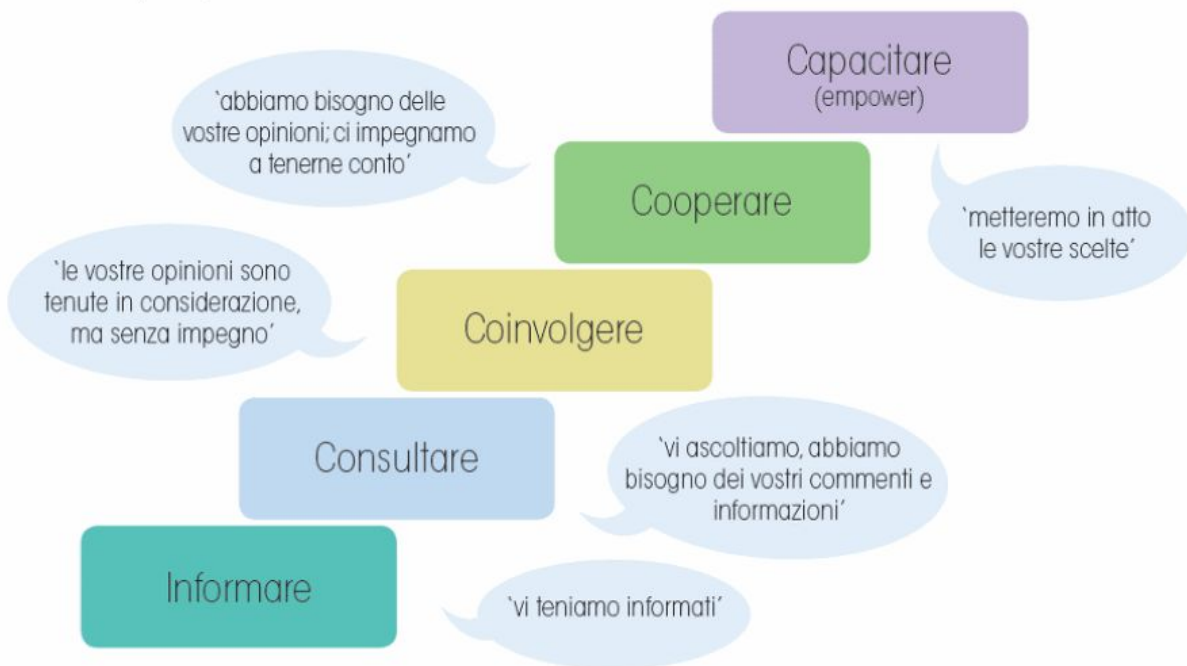 Capacitare
(empower)
‘abbiamo bisogno delle
vostre opinioni; ci impegnamo
a tenerne conto’
Cooperare
‘metteremo in atto
le vostre scelte’
‘le vostre opinioni sono
tenute in considerazione,
ma senza impegno’
Coinvolgere
Consultare
‘vi ascoltiamo, abbiamo
bisogno dei vostri commenti e
informazioni’
Informare
‘vi teniamo informati’